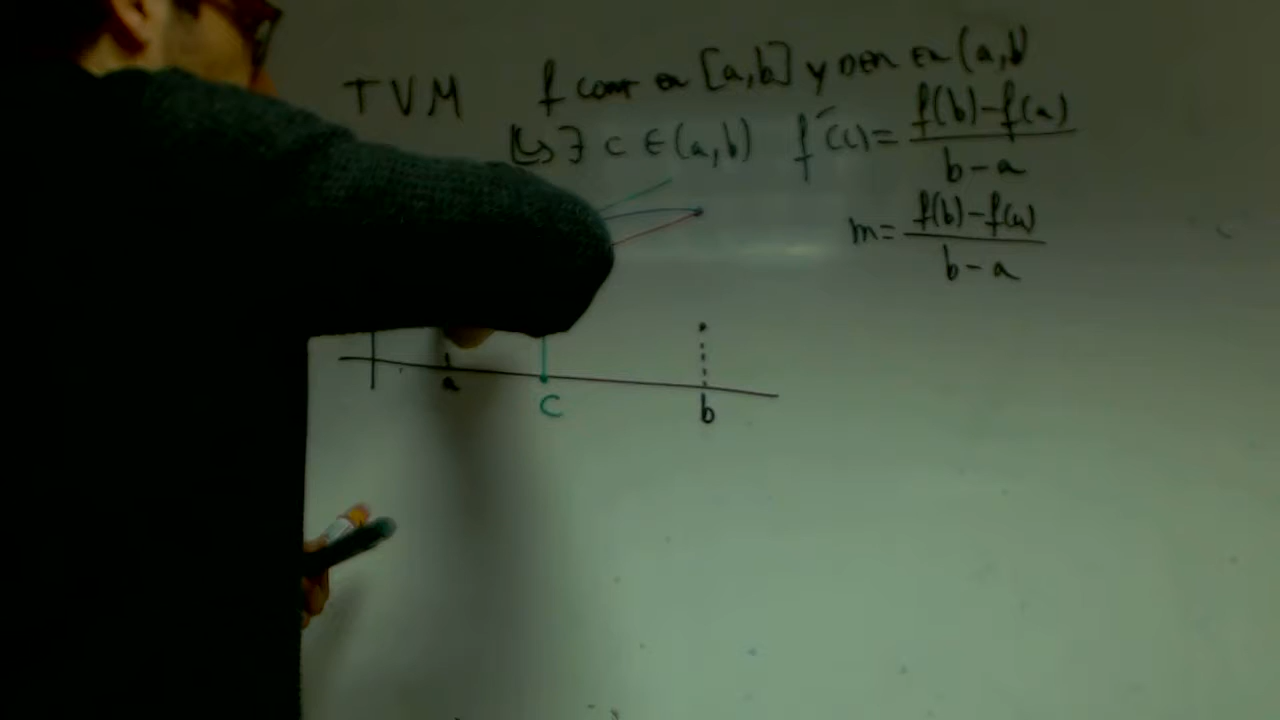 TVM f cont en [a,b] y Der en (a,b)
↳ ∃ c ∈ (a,b) f'(c) = f(b)-f(a) / b-a
m = f(b)-f(a) / b-a
a c b